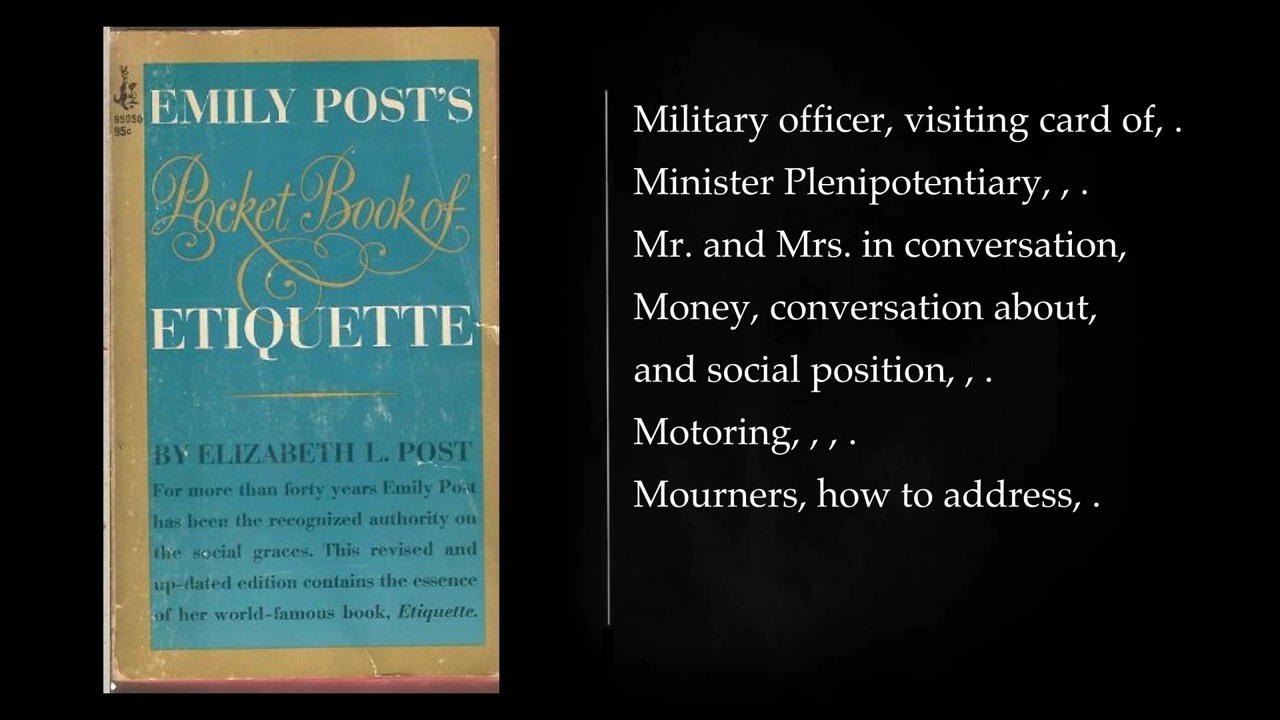 95050
95c
EMILY POST'S
Pocket Book of
ETIQUETTE
BY ELIZABETH L. POST
For more than forty years Emily Post
has been the recognized authority on
the social graces. This revised and
up-dated edition contains the essence
of her world-famous book, Etiquette.
Military officer, visiting card of, .
Minister Plenipotentiary, , .
Mr. and Mrs. in conversation,
Money, conversation about,
and social position, , .
Motoring, , , .
Mourners, how to address, .